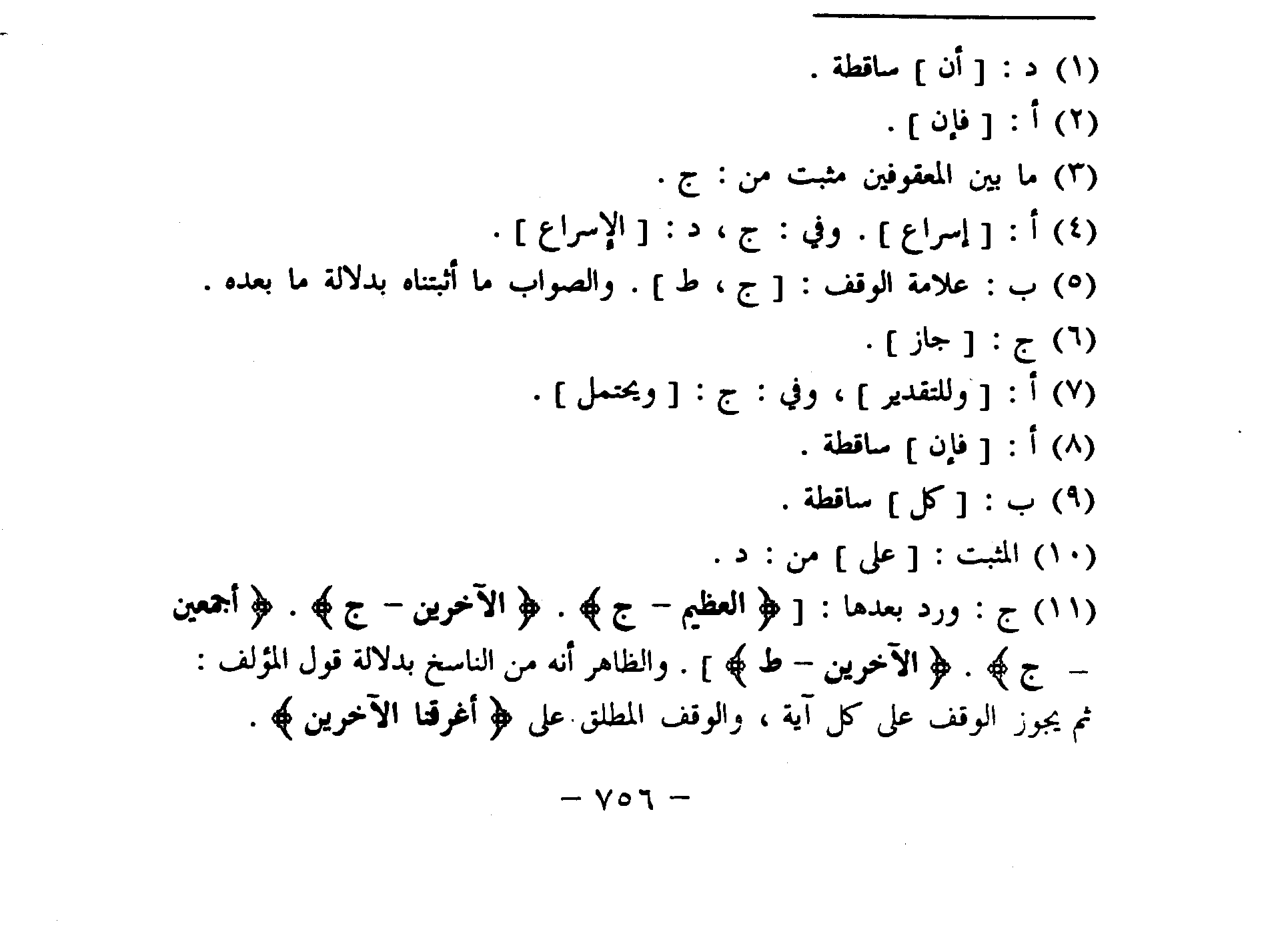 (١) د : [ أن ] ساقطة .
(٢) أ : [ فإن ] .
(٣) ما بين المعقوفين مثبت من : ج .
(٤) أ : [ إسراع ] . وفي : ج ، د : [ الإسراع ] .
(٥) ب : علامة الوقف : [ ج ، ط ] . والصواب ما أثبتناه بدلالة ما بعده .
(٦) ج : [ جاز ] .
(٧) أ : [ وللتقدير ] ، وفي : ج : [ ويحتمل ] .
(٨) أ : [ فإن ] ساقطة .
(٩) ب : [ كل ] ساقطة .
(١٠) المثبت : [ على ] من : د .
(١١) ج : ورد بعدها : [ ﴿ العظيم – ج ﴾ . ﴿ الآخرين – ج ﴾ . ﴿ أجمعين
– ج ﴾ . ﴿ الآخرين – ط ﴾ ] . والظاهر أنه من الناسخ بدلالة قول المؤلف :
ثم يجوز الوقف على كل آية ، والوقف المطلق على ﴿ أغرقنا الآخرين ﴾ .
– ٧٥٦ –